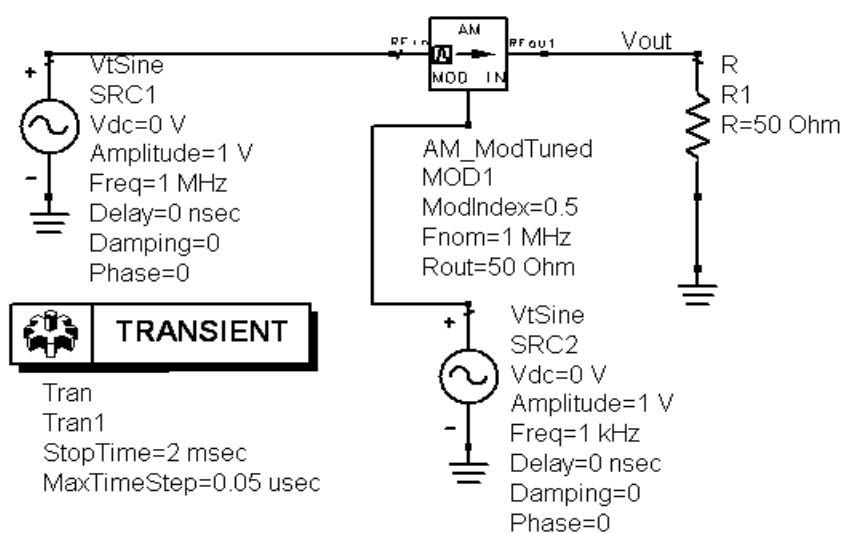 AM
RFin
RFout
MOD IN
Vout
VtSine
SRC1
Vdc=0 V
Amplitude=1 V
Freq=1 MHz
Delay=0 nsec
Damping=0
Phase=0
R
R1
R=50 Ohm
AM_ModTuned
MOD1
ModIndex=0.5
Fnom=1 MHz
Rout=50 Ohm
TRANSIENT
Tran
Tran1
StopTime=2 msec
MaxTimeStep=0.05 usec
VtSine
SRC2
Vdc=0 V
Amplitude=1 V
Freq=1 kHz
Delay=0 nsec
Damping=0
Phase=0